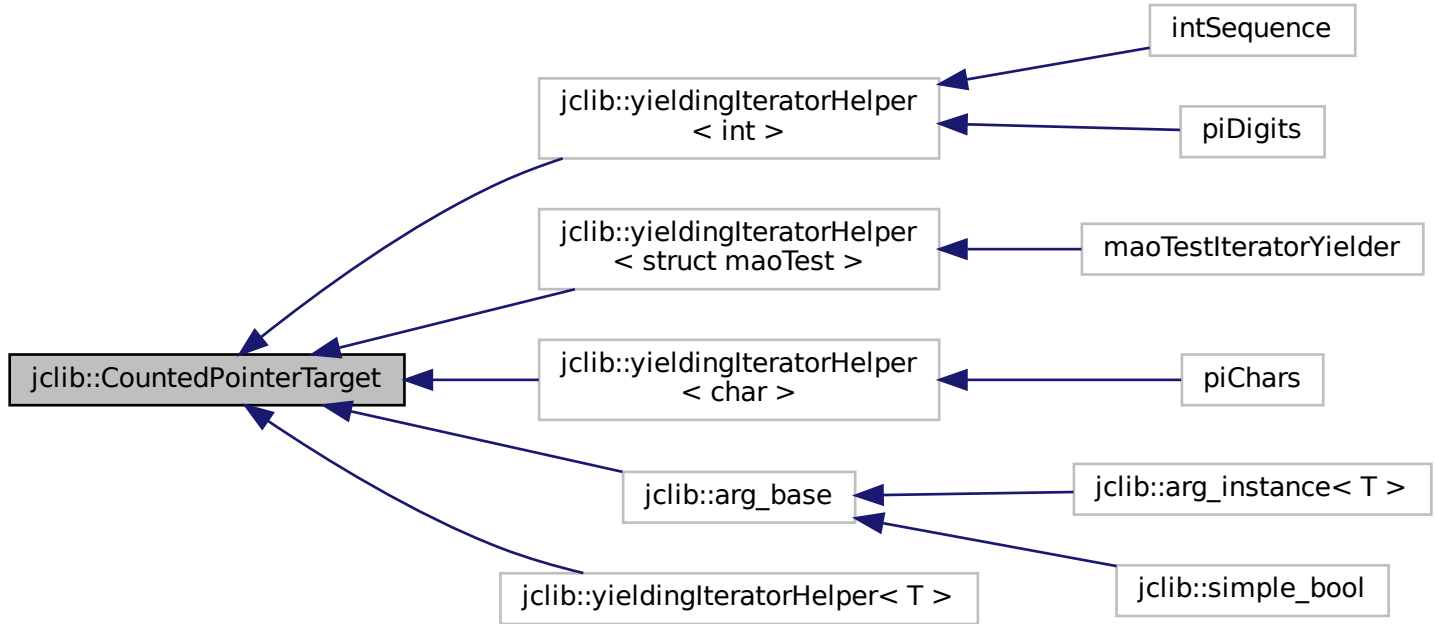 intSequence
jclib::yieldingIteratorHelper
< int >
piDigits
jclib::yieldingIteratorHelper
< struct maoTest >
maoTestIteratorYielder
jclib::CountedPointerTarget
jclib::yieldingIteratorHelper
< char >
piChars
jclib::arg_base
jclib::arg_instance< T >
jclib::simple_bool
jclib::yieldingIteratorHelper< T >